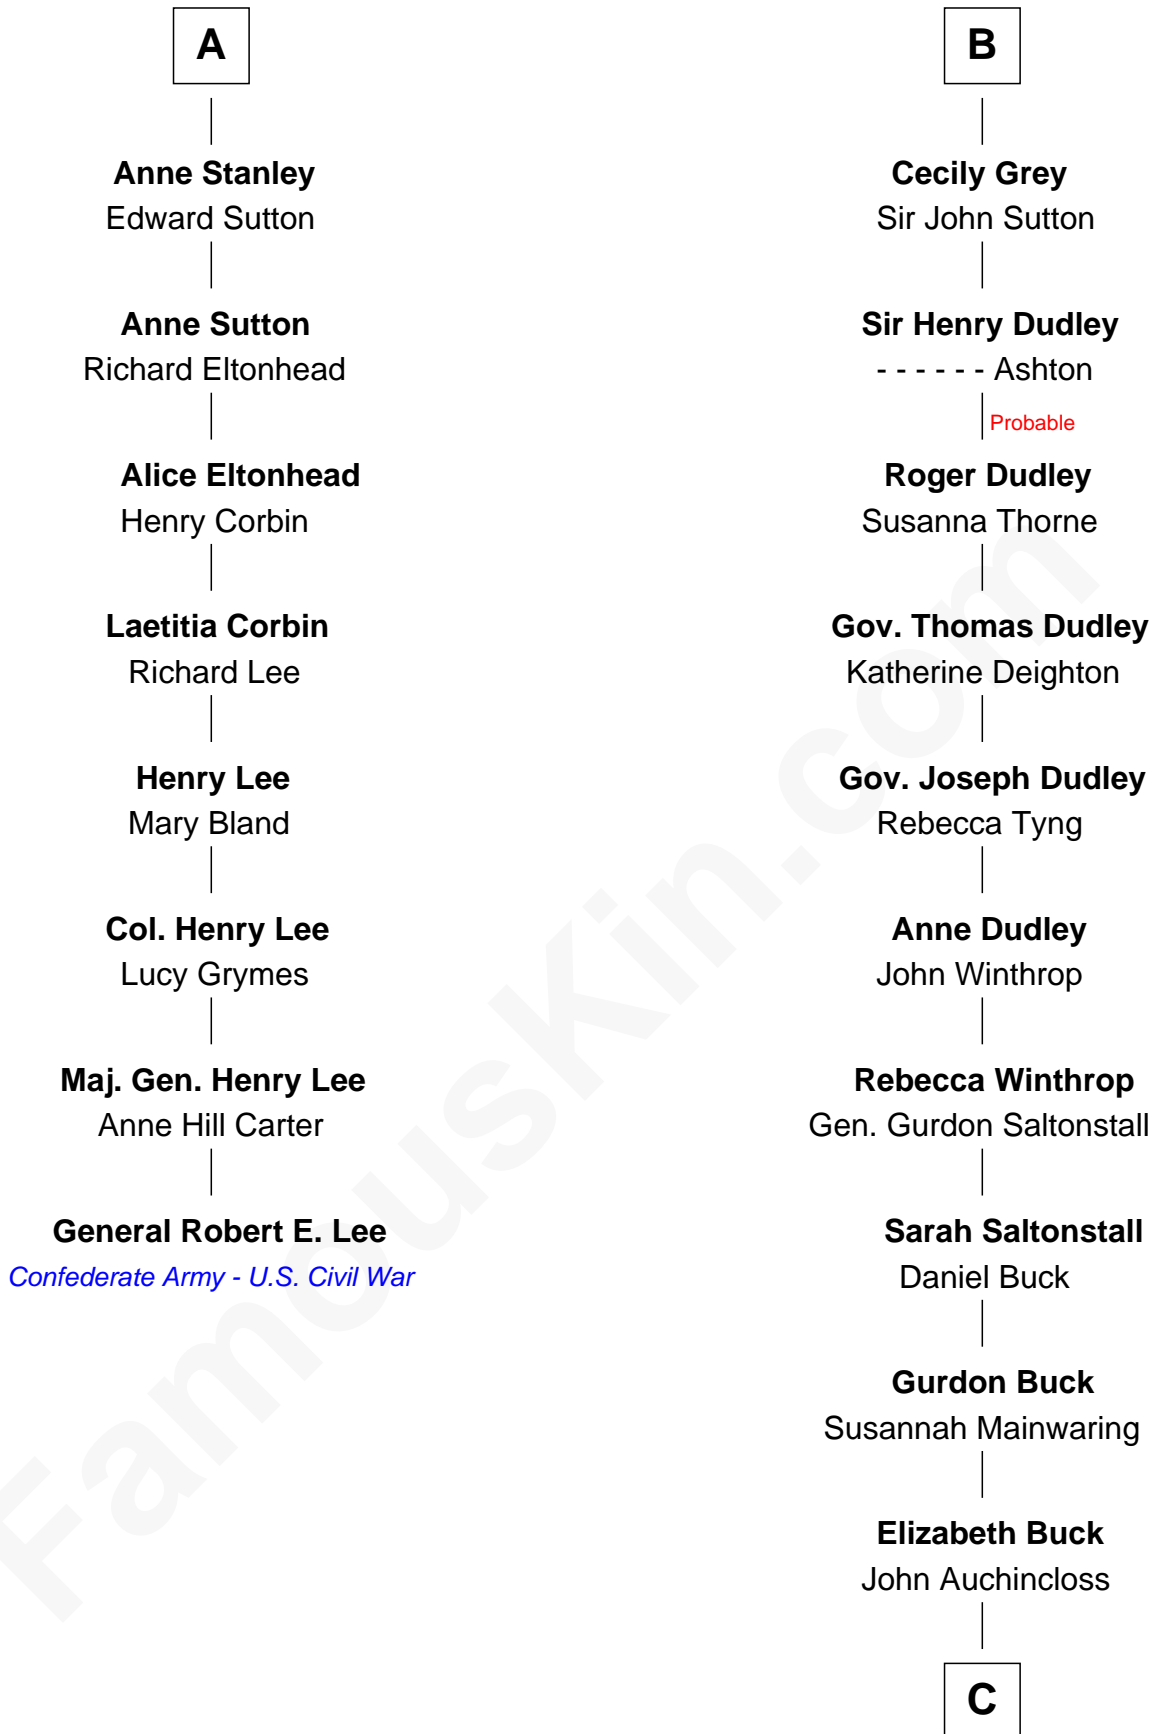 A
Anne Stanley
Edward Sutton
Anne Sutton
Richard Eltonhead
Alice Eltonhead
Henry Corbin
Laetitia Corbin
Richard Lee
Henry Lee
Mary Bland
Col. Henry Lee
Lucy Grymes
Maj. Gen. Henry Lee
Anne Hill Carter
General Robert E. Lee
Confederate Army - U.S. Civil War
B
Cecily Grey
Sir John Sutton
Sir Henry Dudley
- - - - - - Ashton
Probable
Roger Dudley
Susanna Thorne
Gov. Thomas Dudley
Katherine Deighton
Gov. Joseph Dudley
Rebecca Tyng
Anne Dudley
John Winthrop
Rebecca Winthrop
Gen. Gurdon Saltonstall
Sarah Saltonstall
Daniel Buck
Gurdon Buck
Susannah Mainwaring
Elizabeth Buck
John Auchincloss
C
FamousKin.com